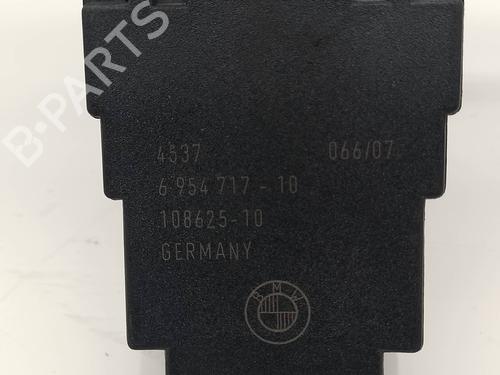 B-PARTS
4537 066/07
6 954 717 - 10
108625-10
GERMANY
BMW